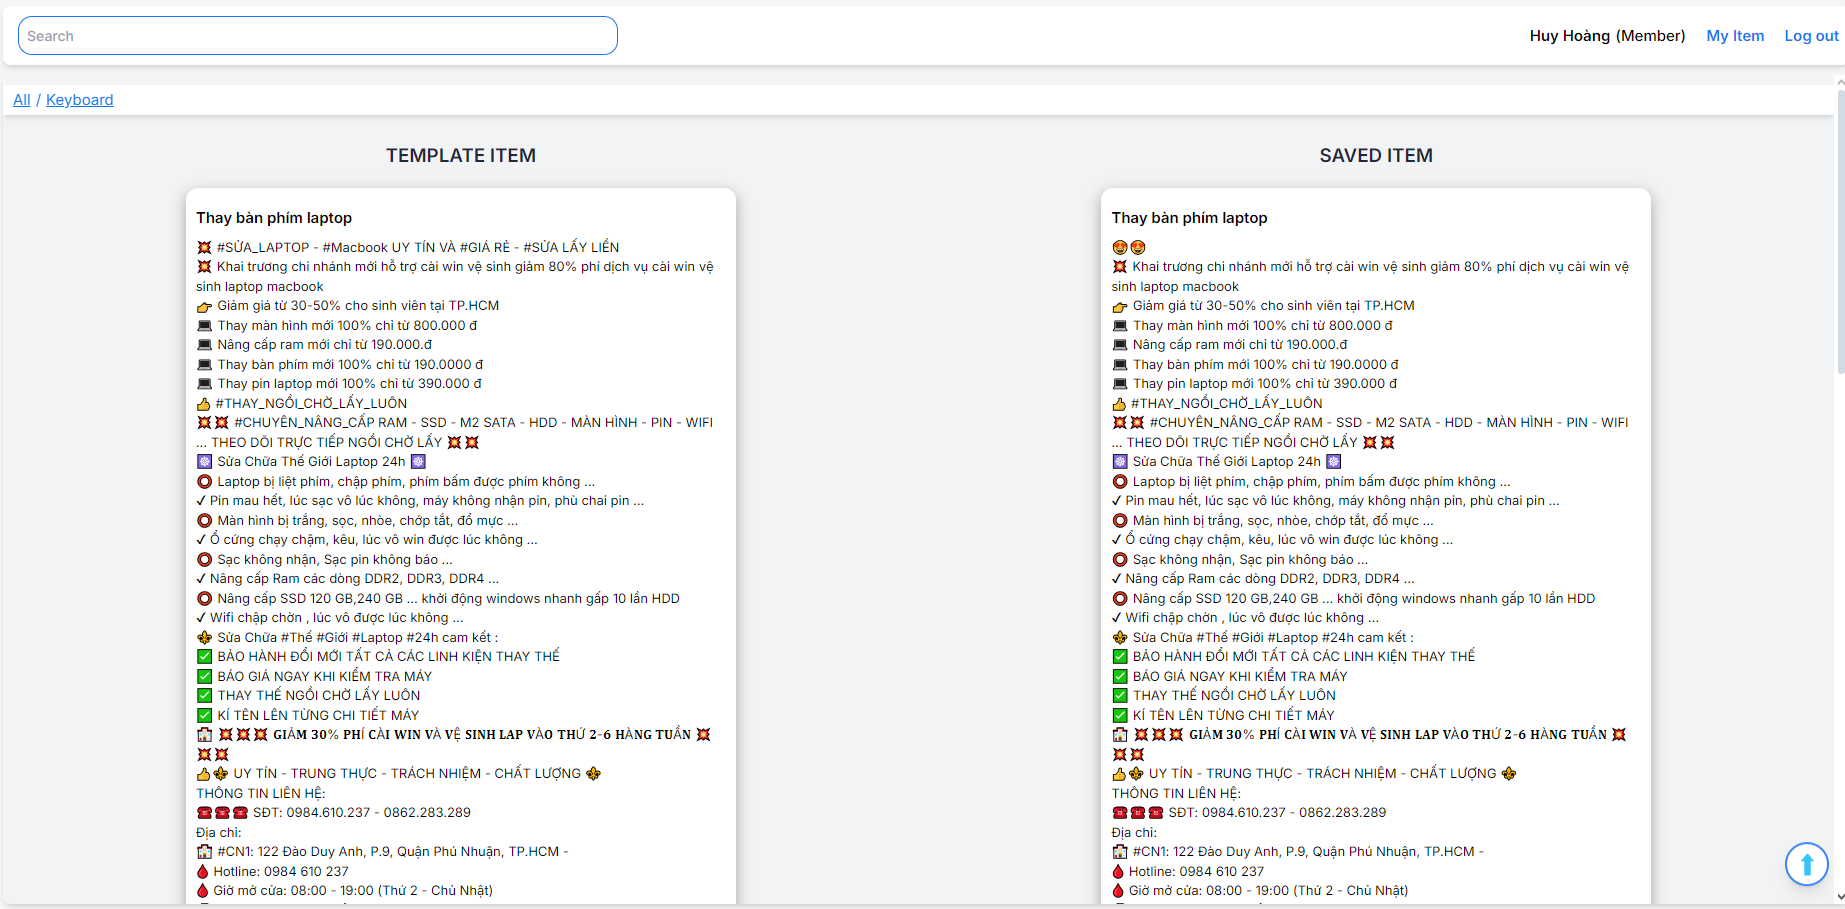 Search
Huy Hoàng (Member) My Item Log out
All / Keyboard
TEMPLATE ITEM
Thay bàn phím laptop
💥 #SỬA_LAPTOP - #Macbook UY TÍN VÀ #GIÁ RẺ - #SỬA LẤY LIỀN
💥 Khai trương chi nhánh mới hỗ trợ cài win vệ sinh giảm 80% phí dịch vụ cài win vệ
sinh laptop macbook
👉 Giảm giá từ 30-50% cho sinh viên tại TP.HCM
💻 Thay màn hình mới 100% chỉ từ 800.000 đ
💻 Nâng cấp ram mới chỉ từ 190.000.đ
💻 Thay bàn phím mới 100% chỉ từ 190.0000 đ
💻 Thay pin laptop mới 100% chỉ từ 390.000 đ
👍 #THAY_NGỒI_CHỜ_LẤY_LUÔN
💥💥 #CHUYÊN_NÂNG_CẤP RAM - SSD - M2 SATA - HDD - MÀN HÌNH - PIN - WIFI
... THEO DÕI TRỰC TIẾP NGỒI CHỜ LẤY 💥💥
☸️ Sửa Chữa Thế Giới Laptop 24h ☸️
⭕ Laptop bị liệt phím, chập phím, phím bấm được phím không ...
✓ Pin mau hết, lúc sạc vô lúc không, máy không nhận pin, phù chai pin ...
⭕ Màn hình bị trắng, sọc, nhòe, chớp tắt, đổ mực ...
✓ Ổ cứng chạy chậm, kêu, lúc vô win được lúc không ...
⭕ Sạc không nhận, Sạc pin không báo ...
✓ Nâng cấp Ram các dòng DDR2, DDR3, DDR4 ...
⭕ Nâng cấp SSD 120 GB,240 GB ... khởi động windows nhanh gấp 10 lần HDD
✓ Wifi chập chờn , lúc vô được lúc không ...
⚜️ Sửa Chữa #Thế #Giới #Laptop #24h cam kết :
✅ BẢO HÀNH ĐỔI MỚI TẤT CẢ CÁC LINH KIỆN THAY THẾ
✅ BÁO GIÁ NGAY KHI KIỂM TRA MÁY
✅ THAY THẾ NGỒI CHỜ LẤY LUÔN
✅ KÍ TÊN LÊN TỪNG CHI TIẾT MÁY
🏥 💥💥💥 GIẢM 30% PHÍ CÀI WIN VÀ VỆ SINH LAP VÀO THỨ 2-6 HÀNG TUẦN 💥
💥💥
👍⚜️ UY TÍN - TRUNG THỰC - TRÁCH NHIỆM - CHẤT LƯỢNG ⚜️
THÔNG TIN LIÊN HỆ:
☎️☎️☎️ SĐT: 0984.610.237 - 0862.283.289
Địa chỉ:
🏥 #CN1: 122 Đào Duy Anh, P.9, Quận Phú Nhuận, TP.HCM -
🩸 Hotline: 0984 610 237
🩸 Giờ mở cửa: 08:00 - 19:00 (Thứ 2 - Chủ Nhật)
SAVED ITEM
Thay bàn phím laptop
😍😍
💥 Khai trương chi nhánh mới hỗ trợ cài win vệ sinh giảm 80% phí dịch vụ cài win vệ
sinh laptop macbook
👉 Giảm giá từ 30-50% cho sinh viên tại TP.HCM
💻 Thay màn hình mới 100% chỉ từ 800.000 đ
💻 Nâng cấp ram mới chỉ từ 190.000.đ
💻 Thay bàn phím mới 100% chỉ từ 190.0000 đ
💻 Thay pin laptop mới 100% chỉ từ 390.000 đ
👍 #THAY_NGỒI_CHỜ_LẤY_LUÔN
💥💥 #CHUYÊN_NÂNG_CẤP RAM - SSD - M2 SATA - HDD - MÀN HÌNH - PIN - WIFI
... THEO DÕI TRỰC TIẾP NGỒI CHỜ LẤY 💥💥
☸️ Sửa Chữa Thế Giới Laptop 24h ☸️
⭕ Laptop bị liệt phím, chập phím, phím bấm được phím không ...
✓ Pin mau hết, lúc sạc vô lúc không, máy không nhận pin, phù chai pin ...
⭕ Màn hình bị trắng, sọc, nhòe, chớp tắt, đổ mực ...
✓ Ổ cứng chạy chậm, kêu, lúc vô win được lúc không ...
⭕ Sạc không nhận, Sạc pin không báo ...
✓ Nâng cấp Ram các dòng DDR2, DDR3, DDR4 ...
⭕ Nâng cấp SSD 120 GB,240 GB ... khởi động windows nhanh gấp 10 lần HDD
✓ Wifi chập chờn , lúc vô được lúc không ...
⚜️ Sửa Chữa #Thế #Giới #Laptop #24h cam kết :
✅ BẢO HÀNH ĐỔI MỚI TẤT CẢ CÁC LINH KIỆN THAY THẾ
✅ BÁO GIÁ NGAY KHI KIỂM TRA MÁY
✅ THAY THẾ NGỒI CHỜ LẤY LUÔN
✅ KÍ TÊN LÊN TỪNG CHI TIẾT MÁY
🏥 💥💥💥 GIẢM 30% PHÍ CÀI WIN VÀ VỆ SINH LAP VÀO THỨ 2-6 HÀNG TUẦN 💥
💥💥
👍⚜️ UY TÍN - TRUNG THỰC - TRÁCH NHIỆM - CHẤT LƯỢNG ⚜️
THÔNG TIN LIÊN HỆ:
☎️☎️☎️ SĐT: 0984.610.237 - 0862.283.289
Địa chỉ:
🏥 #CN1: 122 Đào Duy Anh, P.9, Quận Phú Nhuận, TP.HCM -
🩸 Hotline: 0984 610 237
🩸 Giờ mở cửa: 08:00 - 19:00 (Thứ 2 - Chủ Nhật)